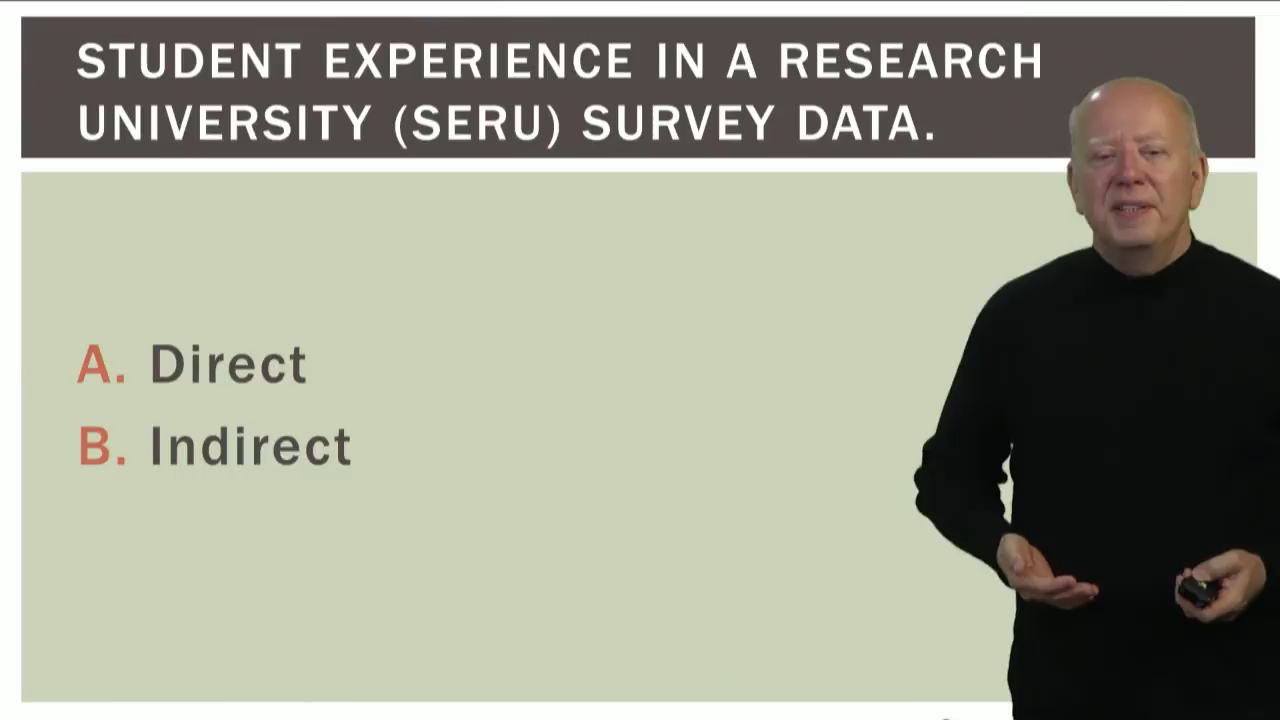 STUDENT EXPERIENCE IN A RESEARCH
UNIVERSITY (SERU) SURVEY DATA.
A. Direct
B. Indirect